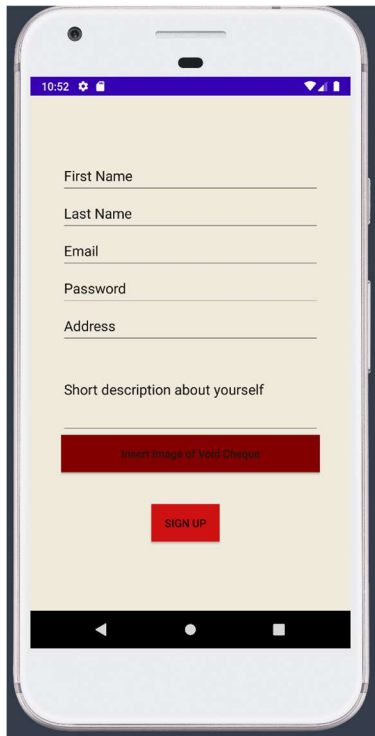 10:52
First Name
Last Name
Email
Password
Address
Short description about yourself
Insert Image of Void Cheque
SIGN UP